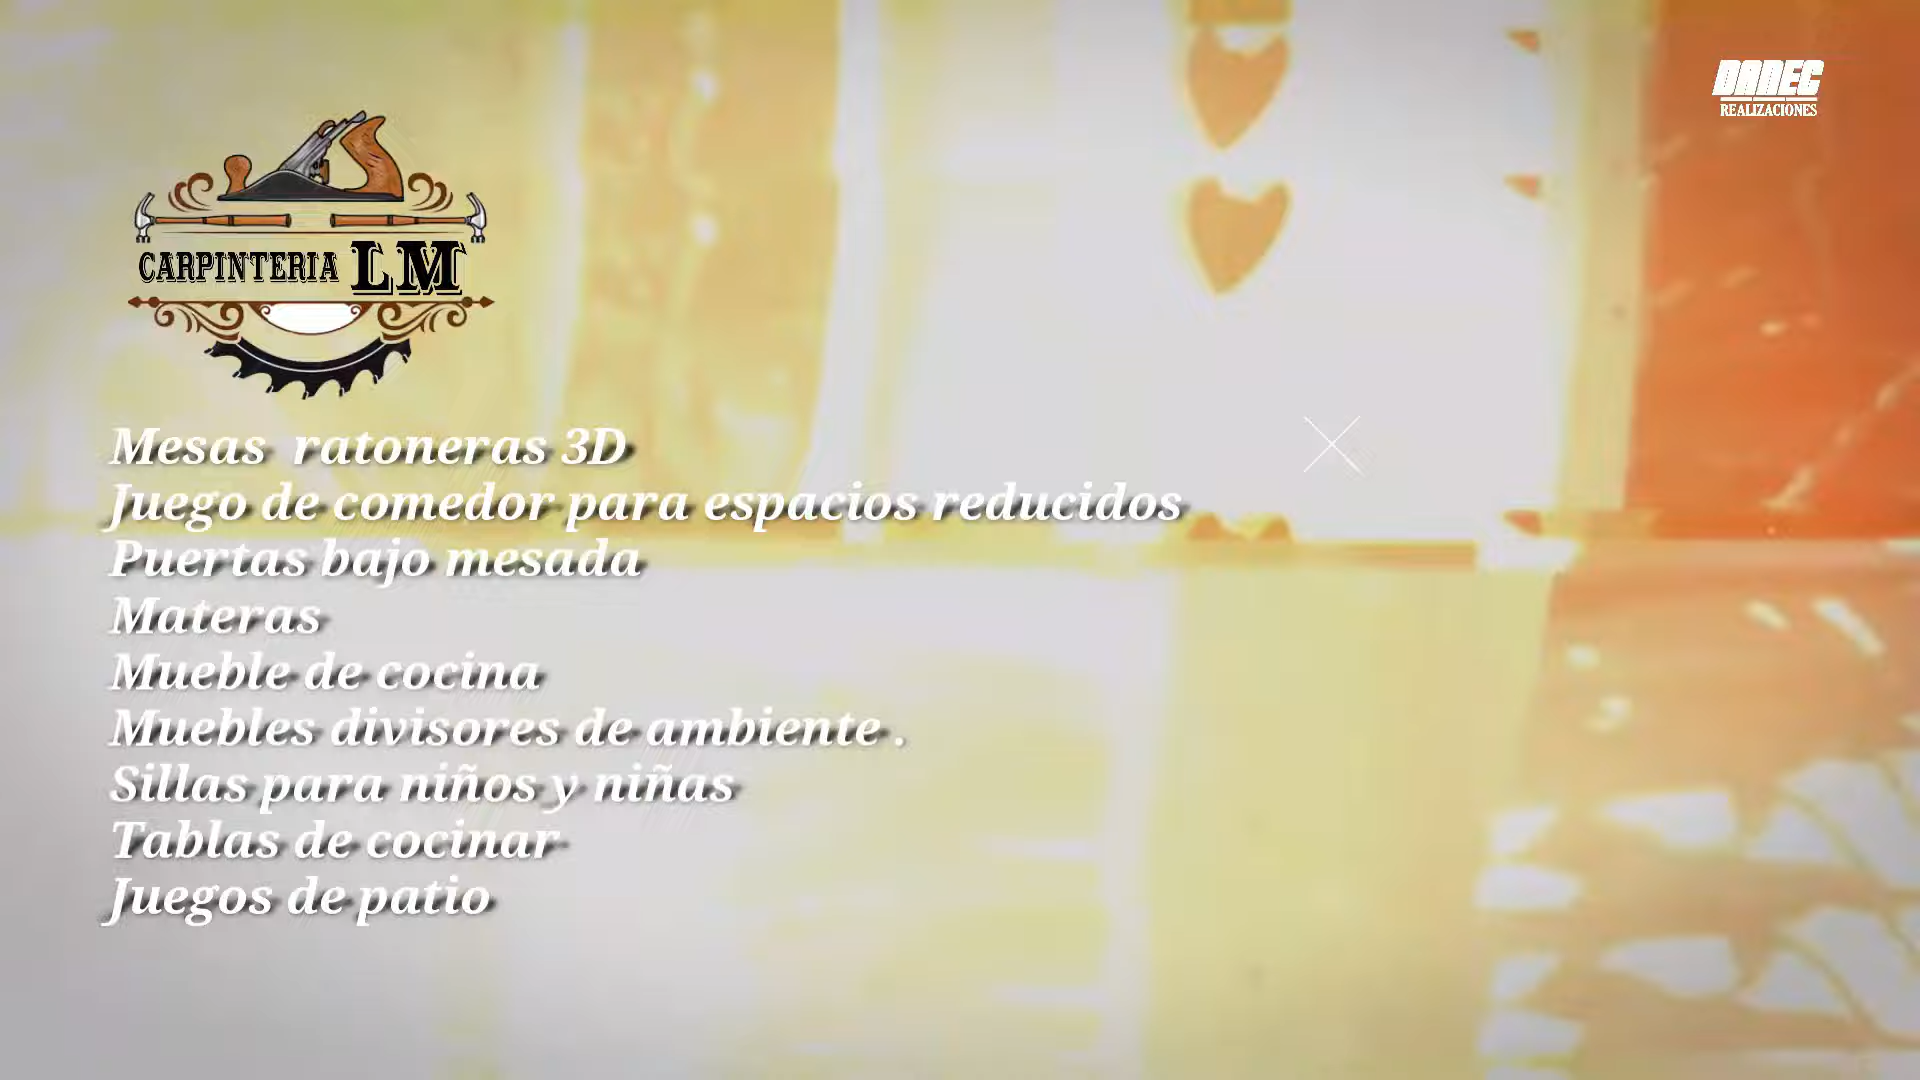 DANEC
REALIZACIONES
CARPINTERIA LM
Mesas ratoneras 3D
Juego de comedor para espacios reducidos
Puertas bajo mesada
Materas
Mueble de cocina
Muebles divisores de ambiente .
Sillas para niños y niñas
Tablas de cocinar
Juegos de patio